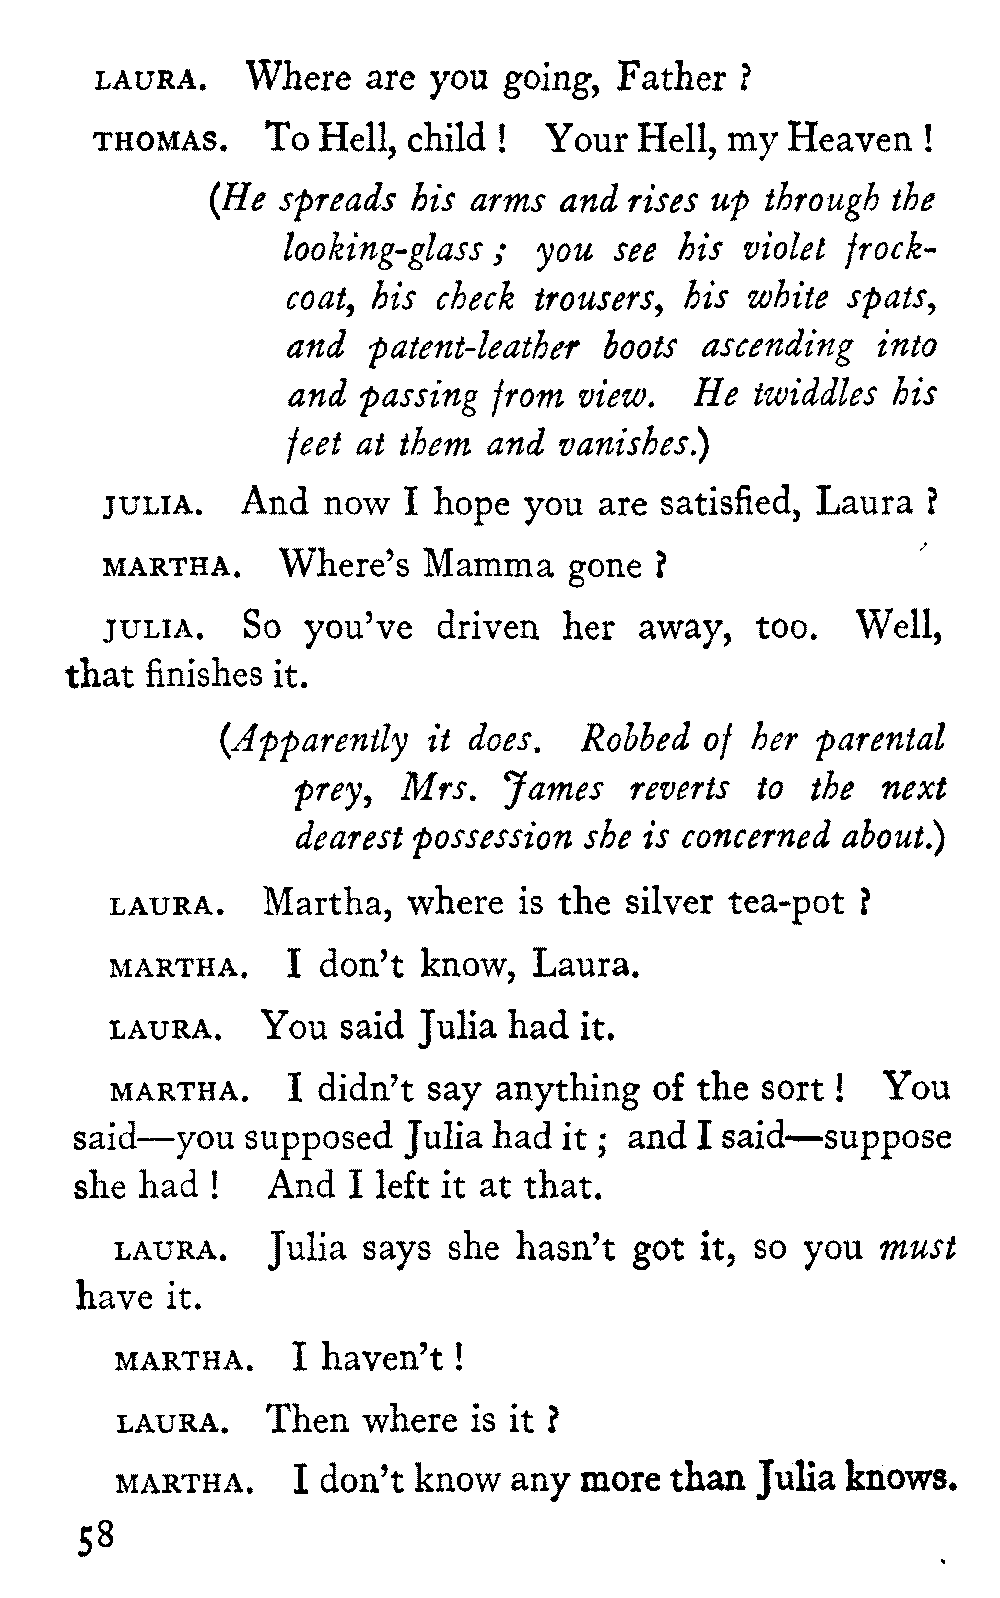 LAURA. Where are you going, Father ?
THOMAS. To Hell, child ! Your Hell, my Heaven !
(He spreads his arms and rises up through the
looking-glass ; you see his violet frock-
coat, his check trousers, his white spats,
and patent-leather boots ascending into
and passing from view. He twiddles his
feet at them and vanishes.)
JULIA. And now I hope you are satisfied, Laura ?
MARTHA. Where's Mamma gone ?
JULIA. So you've driven her away, too. Well,
that finishes it.
(Apparently it does. Robbed of her parental
prey, Mrs. James reverts to the next
dearest possession she is concerned about.)
LAURA. Martha, where is the silver tea-pot ?
MARTHA. I don't know, Laura.
LAURA. You said Julia had it.
MARTHA. I didn't say anything of the sort ! You
said—you supposed Julia had it ; and I said—suppose
she had ! And I left it at that.
LAURA. Julia says she hasn't got it, so you must
have it.
MARTHA. I haven't !
LAURA. Then where is it ?
MARTHA. I don't know any more than Julia knows.
58